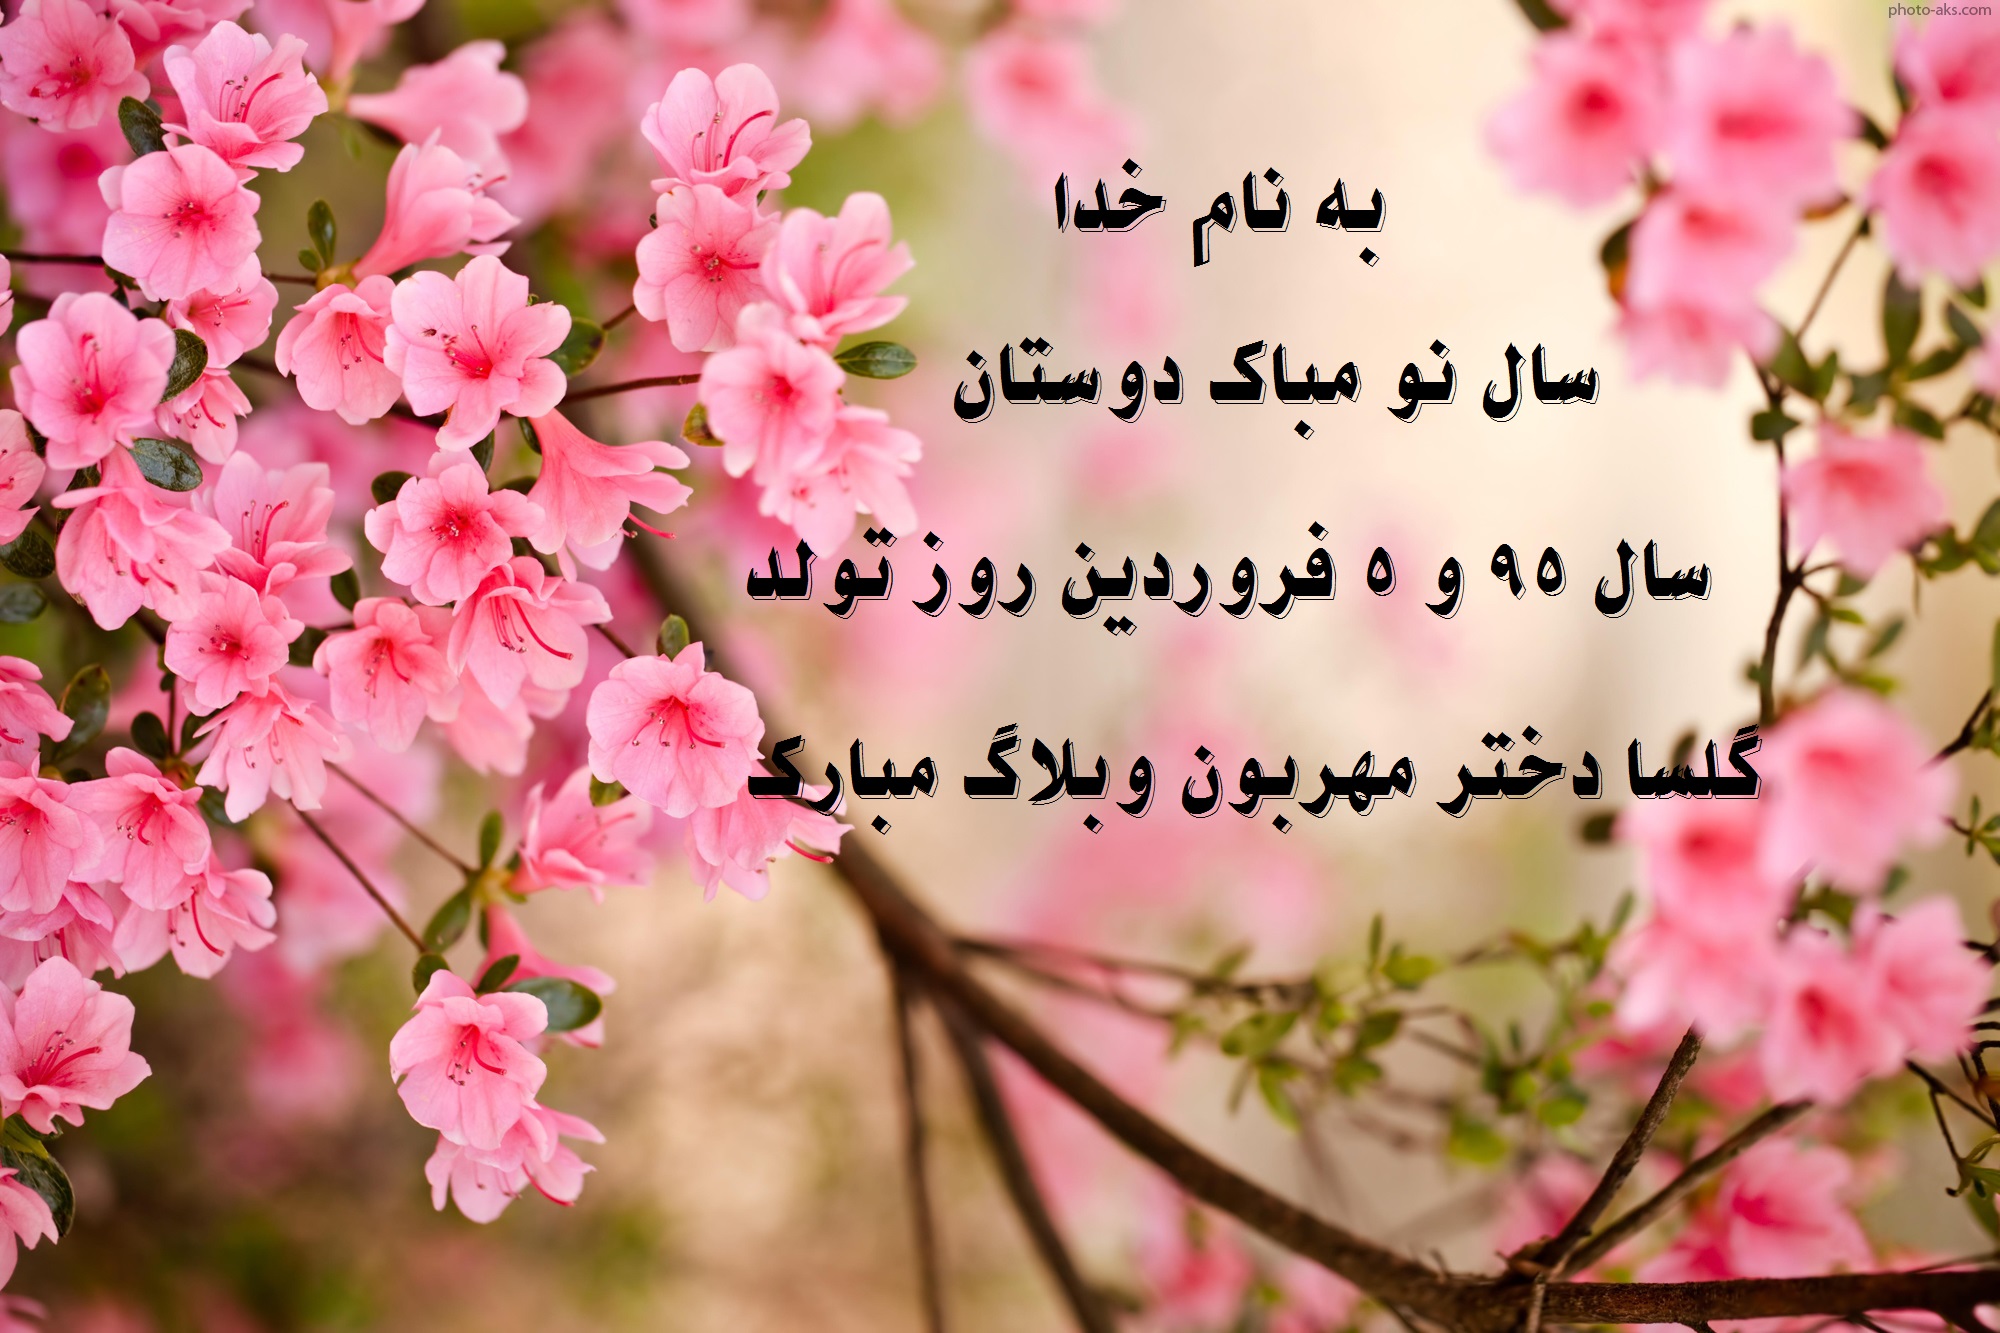 photo-aks.com
به نام خدا
سال نو مباک دوستان
سال ۹۵ و ۵ فروردین روز تولد
گلسا دختر مهربون وبلاگ مبارک